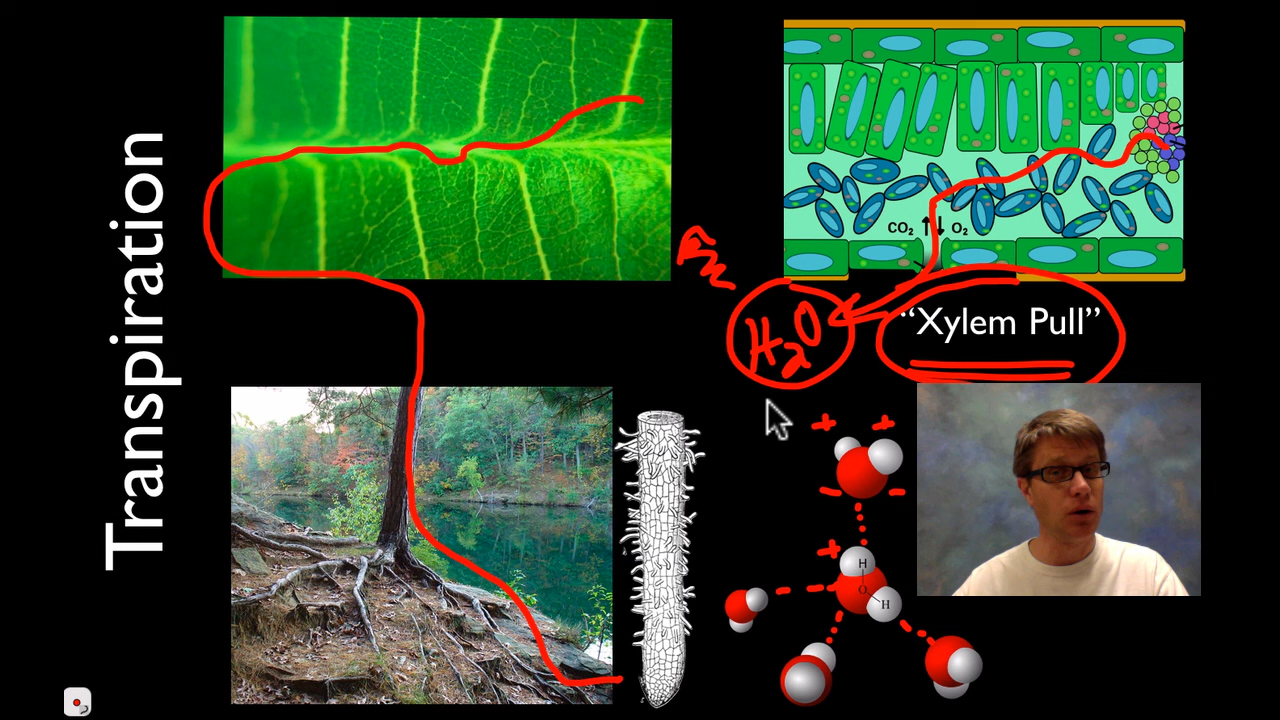 Transpiration
CO₂ O₂
H₂O
“Xylem Pull”
+ +
− −
+
H
O
H